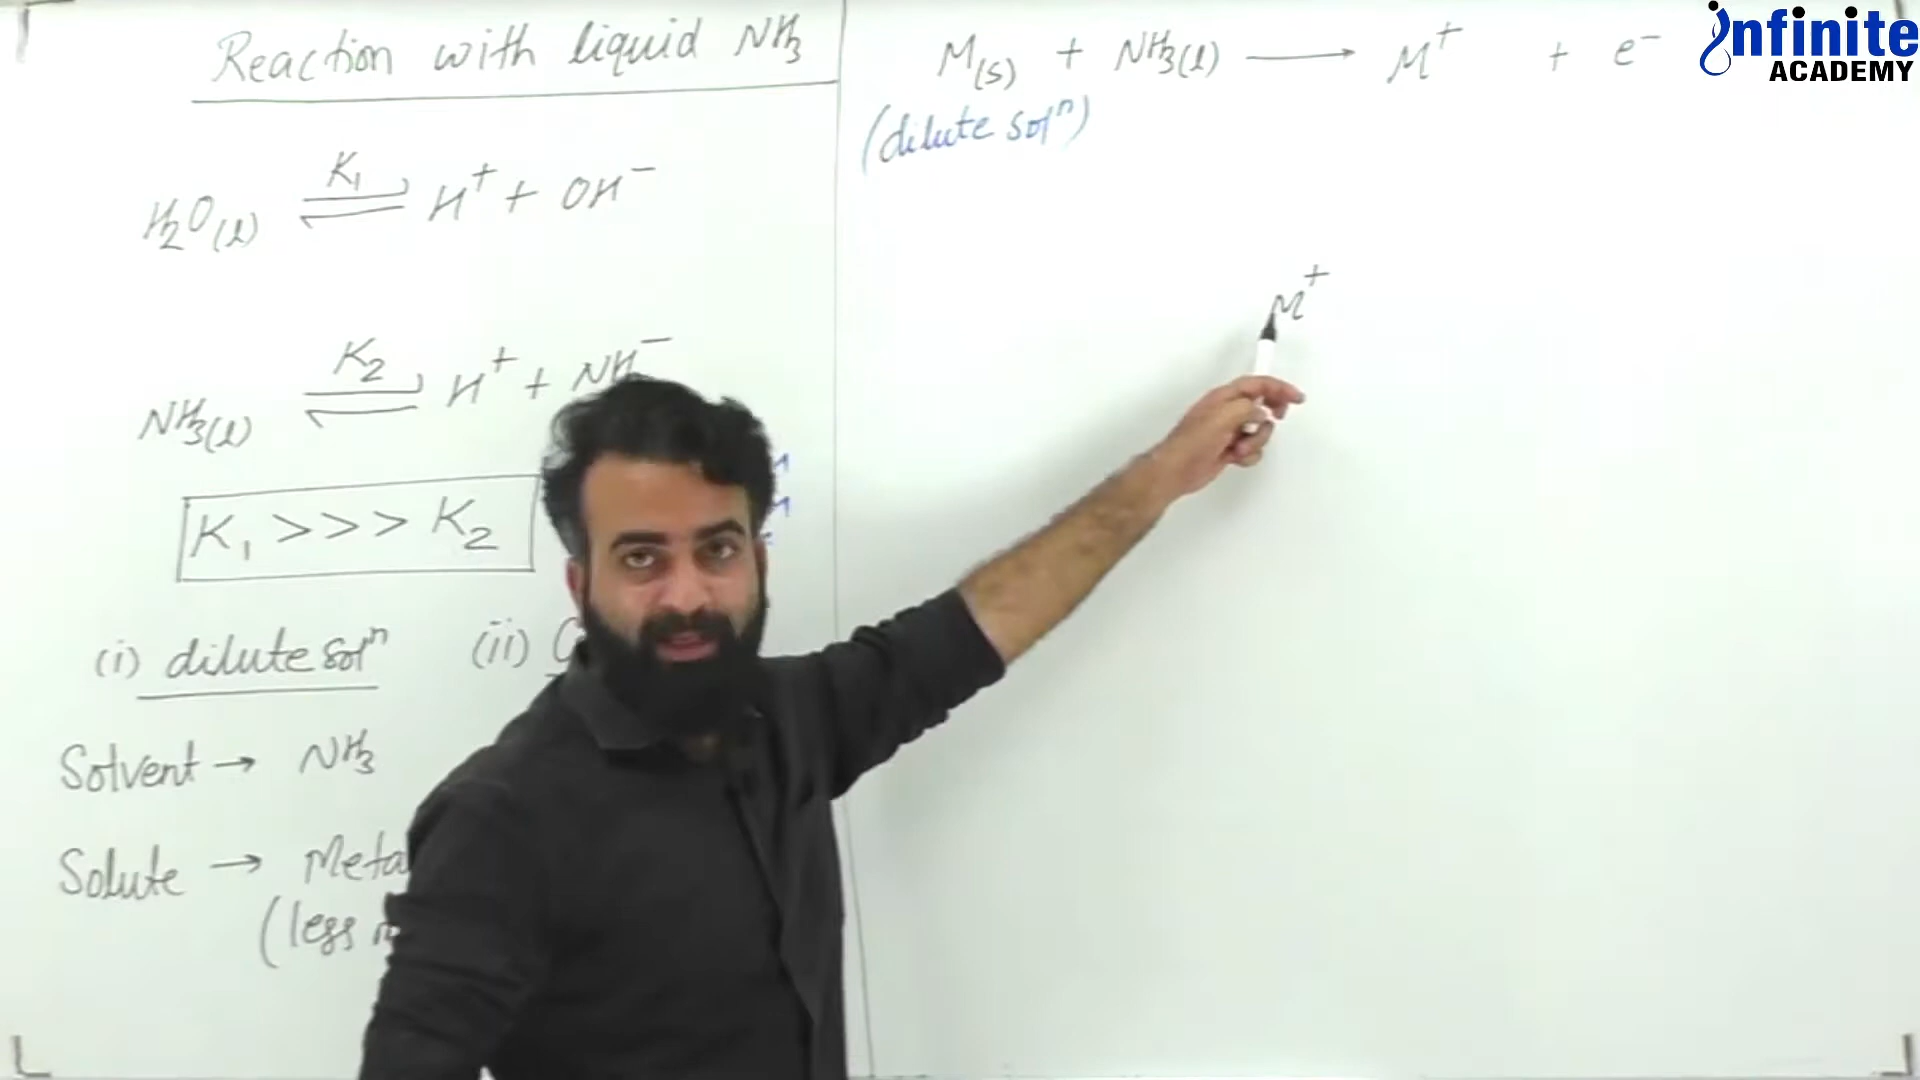 Reaction with liquid NH₃
H₂O(l) ⇌ H⁺ + OH⁻
K₁
NH₃(l) ⇌ H⁺ + NH
K₂
K₁ >>> K₂
(i) dilute solⁿ (ii)
Solvent → NH₃
Solute →
(less
M(s) + NH₃(l) ⟶ M⁺ + e⁻
(dilute solⁿ)
M⁺
infinite
ACADEMY